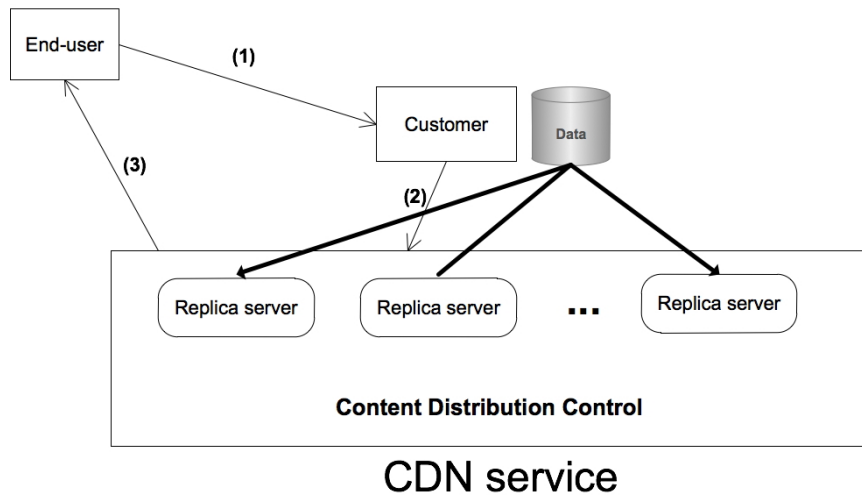 End-user
(1)
Customer
Data
(3)
(2)
Replica server
Replica server
...
Replica server
Content Distribution Control
CDN service